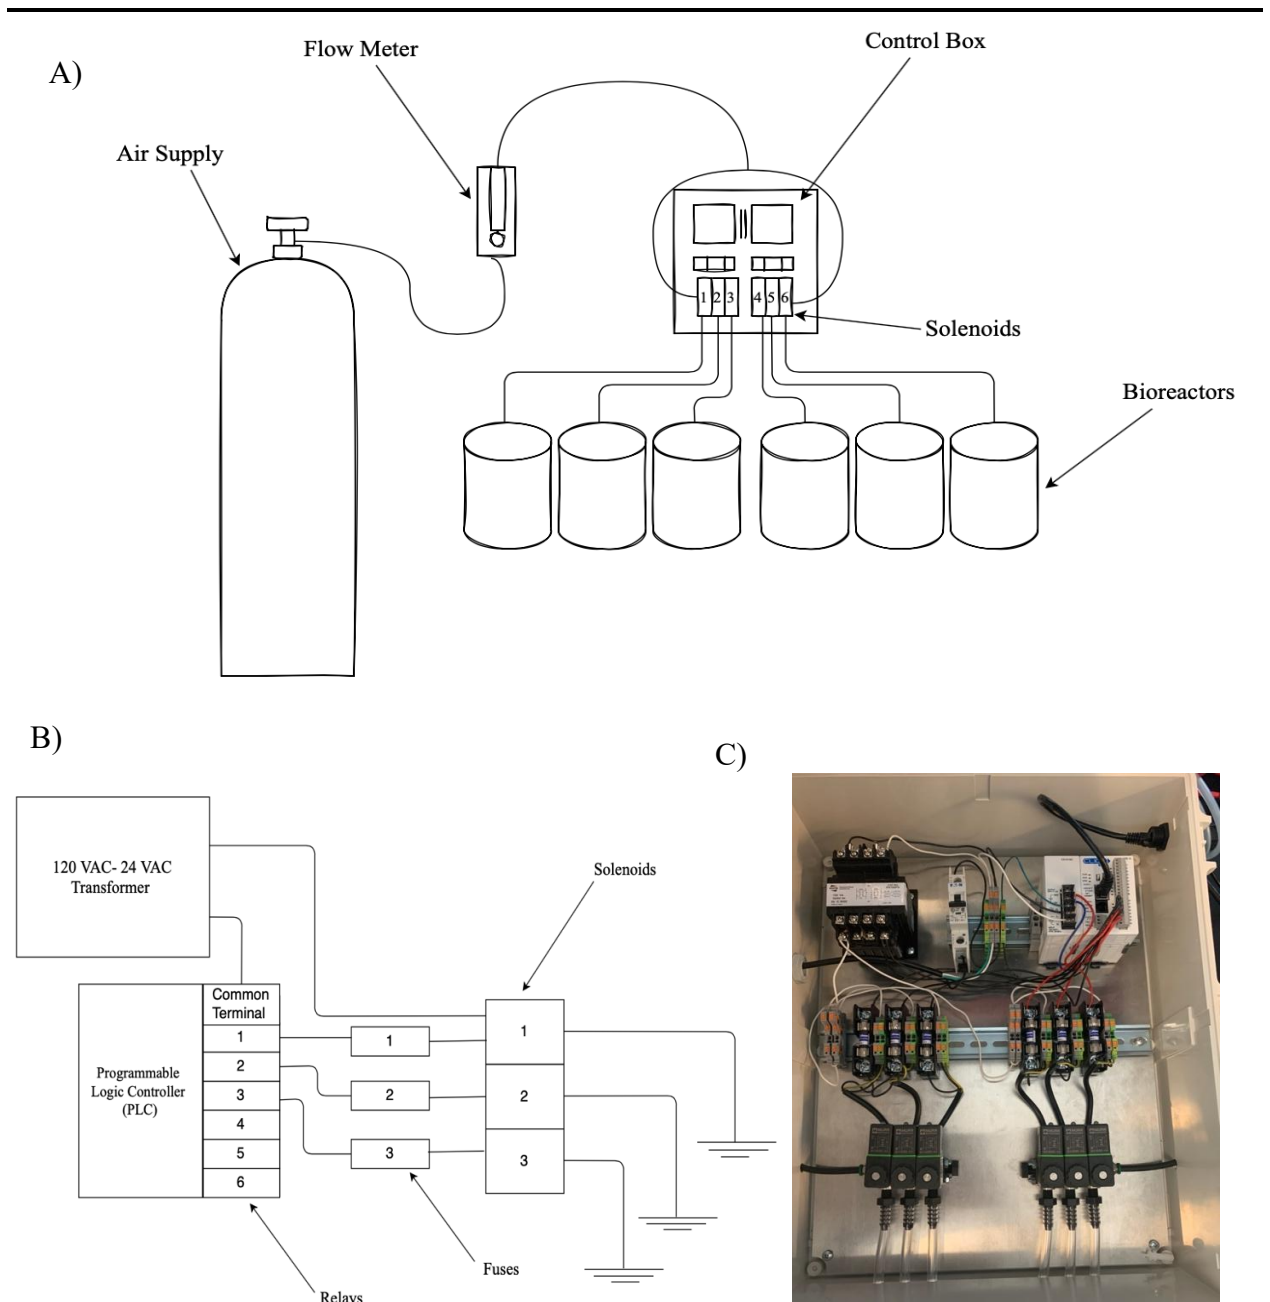 A)
Flow Meter
Control Box
Air Supply
1 2 3
4 5 6
Solenoids
Bioreactors
B)
120 VAC- 24 VAC
Transformer
Solenoids
Common
Terminal
1
2
3
4
5
6
Programmable
Logic Controller
(PLC)
1
2
3
1
2
3
Fuses
Relays
C)